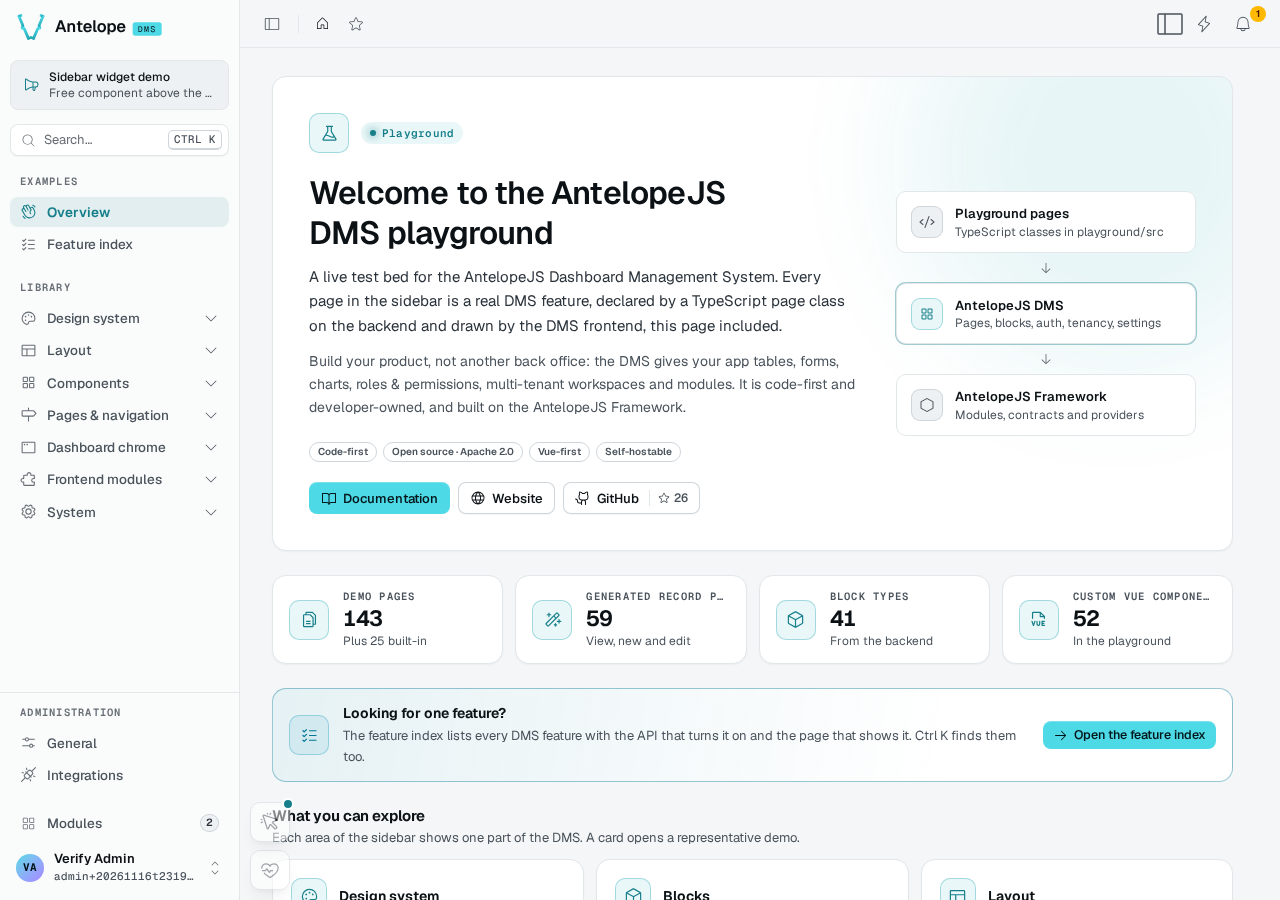 Antelope DMS
Sidebar widget demo
Free component above the …
Search…
CTRL K
EXAMPLES
Overview
Feature index
LIBRARY
Design system
Layout
Components
Pages & navigation
Dashboard chrome
Frontend modules
System
ADMINISTRATION
General
Integrations
Modules
2
VA
Verify Admin
admin+20261116t2319…
1
Playground
Welcome to the AntelopeJS
DMS playground
A live test bed for the AntelopeJS Dashboard Management System. Every
page in the sidebar is a real DMS feature, declared by a TypeScript page class
on the backend and drawn by the DMS frontend, this page included.
Build your product, not another back office: the DMS gives your app tables, forms,
charts, roles & permissions, multi-tenant workspaces and modules. It is code-first and
developer-owned, and built on the AntelopeJS Framework.
Code-first
Open source · Apache 2.0
Vue-first
Self-hostable
Documentation
Website
GitHub
26
Playground pages
TypeScript classes in playground/src
AntelopeJS DMS
Pages, blocks, auth, tenancy, settings
AntelopeJS Framework
Modules, contracts and providers
DEMO PAGES
143
Plus 25 built-in
GENERATED RECORD P…
59
View, new and edit
BLOCK TYPES
41
From the backend
VUE
CUSTOM VUE COMPONE…
52
In the playground
Looking for one feature?
The feature index lists every DMS feature with the API that turns it on and the page that shows it. Ctrl K finds them
too.
Open the feature index
What you can explore
Each area of the sidebar shows one part of the DMS. A card opens a representative demo.
Design system
Blocks
Layout